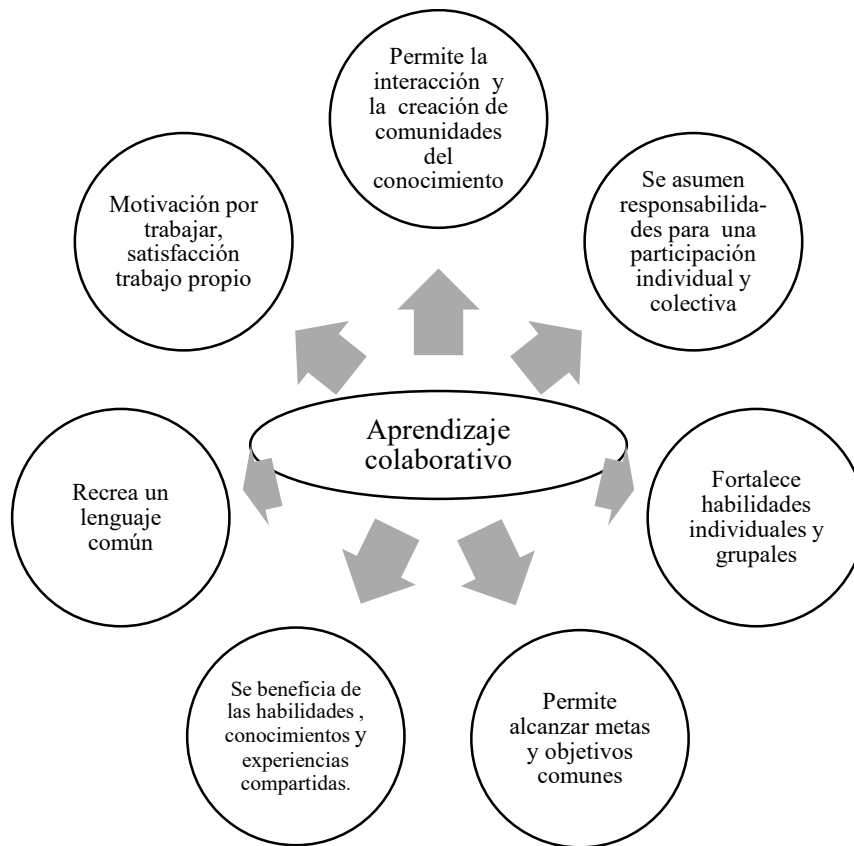 Permite la
interacción y
la creación de
comunidades
del
conocimiento
Se asumen
responsabilida-
des para una
participación
individual y
colectiva
Motivación por
trabajar,
satisfacción
trabajo propio
Aprendizaje
colaborativo
Recrea un
lenguaje
común
Fortalece
habilidades
individuales y
grupales
Se beneficia de
las habilidades ,
conocimientos y
experiencias
compartidas.
Permite
alcanzar metas
y objetivos
comunes